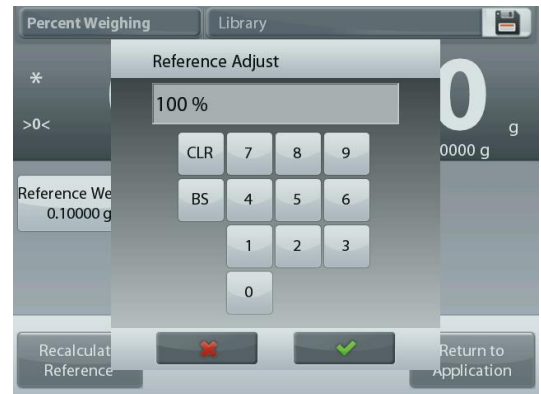 Percent Weighing Library
Reference Adjust
*
100 %
>0<
0 g
0000 g
CLR 7 8 9
Reference We
0.10000 g
BS 4 5 6
1 2 3
0
Recalculat
Reference
Return to
Application